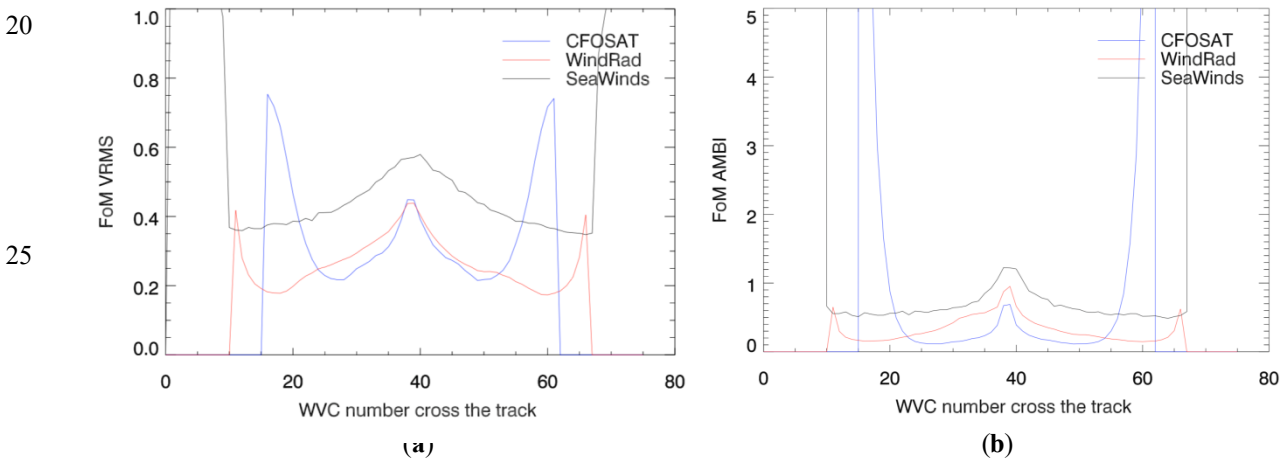 20
25
1.0
0.8
0.6
0.4
0.2
0.0
FoM VRMS
CFOSAT
WindRad
SeaWinds
0 20 40 60 80
WVC number cross the track
(a)
5
4
3
2
1
0
FoM AMBI
CFOSAT
WindRad
SeaWinds
0 20 40 60 80
WVC number cross the track
(b)